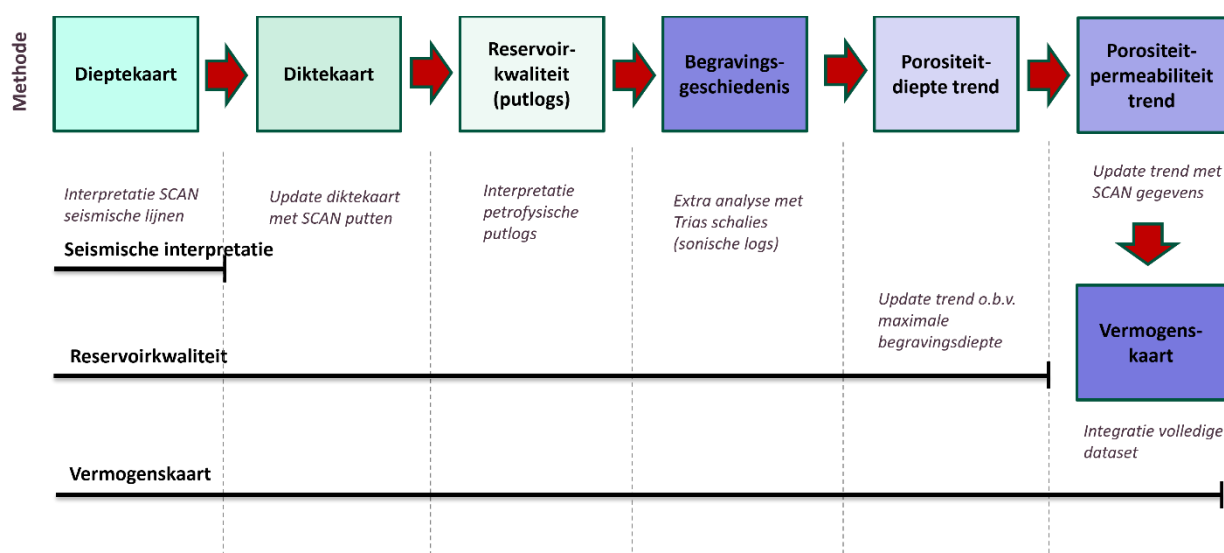 Methode
Dieptekaart
Diktekaart
Reservoir-
kwaliteit
(putlogs)
Begravings-
geschiedenis
Porositeit-
diepte trend
Porositeit-
permeabiliteit
trend
Interpretatie SCAN
seismische lijnen
Update diktekaart
met SCAN putten
Interpretatie
petrofysische
putlogs
Extra analyse met
Trias schalies
(sonische logs)
Update trend met
SCAN gegevens
Seismische interpretatie
Update trend o.b.v.
maximale
begravingsdiepte
Vermogens-
kaart
Reservoirkwaliteit
Integratie volledige
dataset
Vermogenskaart